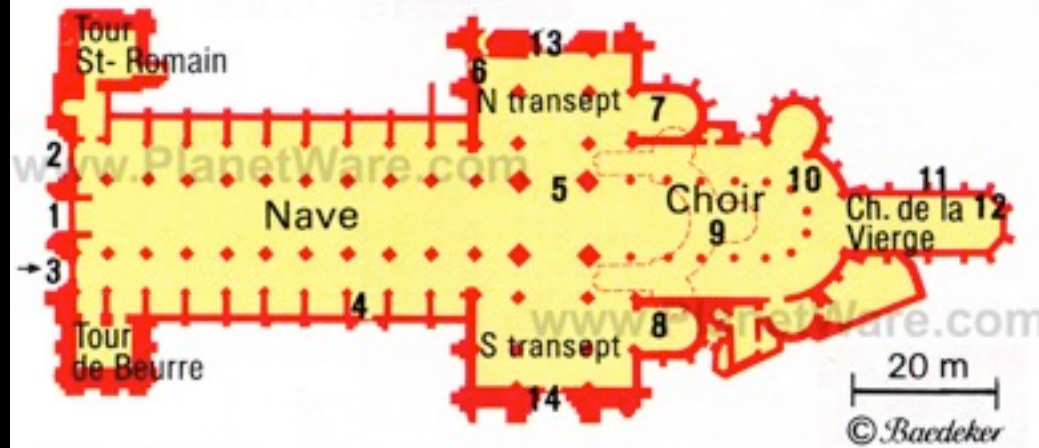 Tour
St- Romain
13
6
N transept
7
2
www.PlanetWare.com
5
10
11
1
Nave
Choir
9
Ch. de la
Vierge
12
3
4
www.PlanetWare.com
Tour
de Beurre
S transept
8
14
20 m
© Baedeker